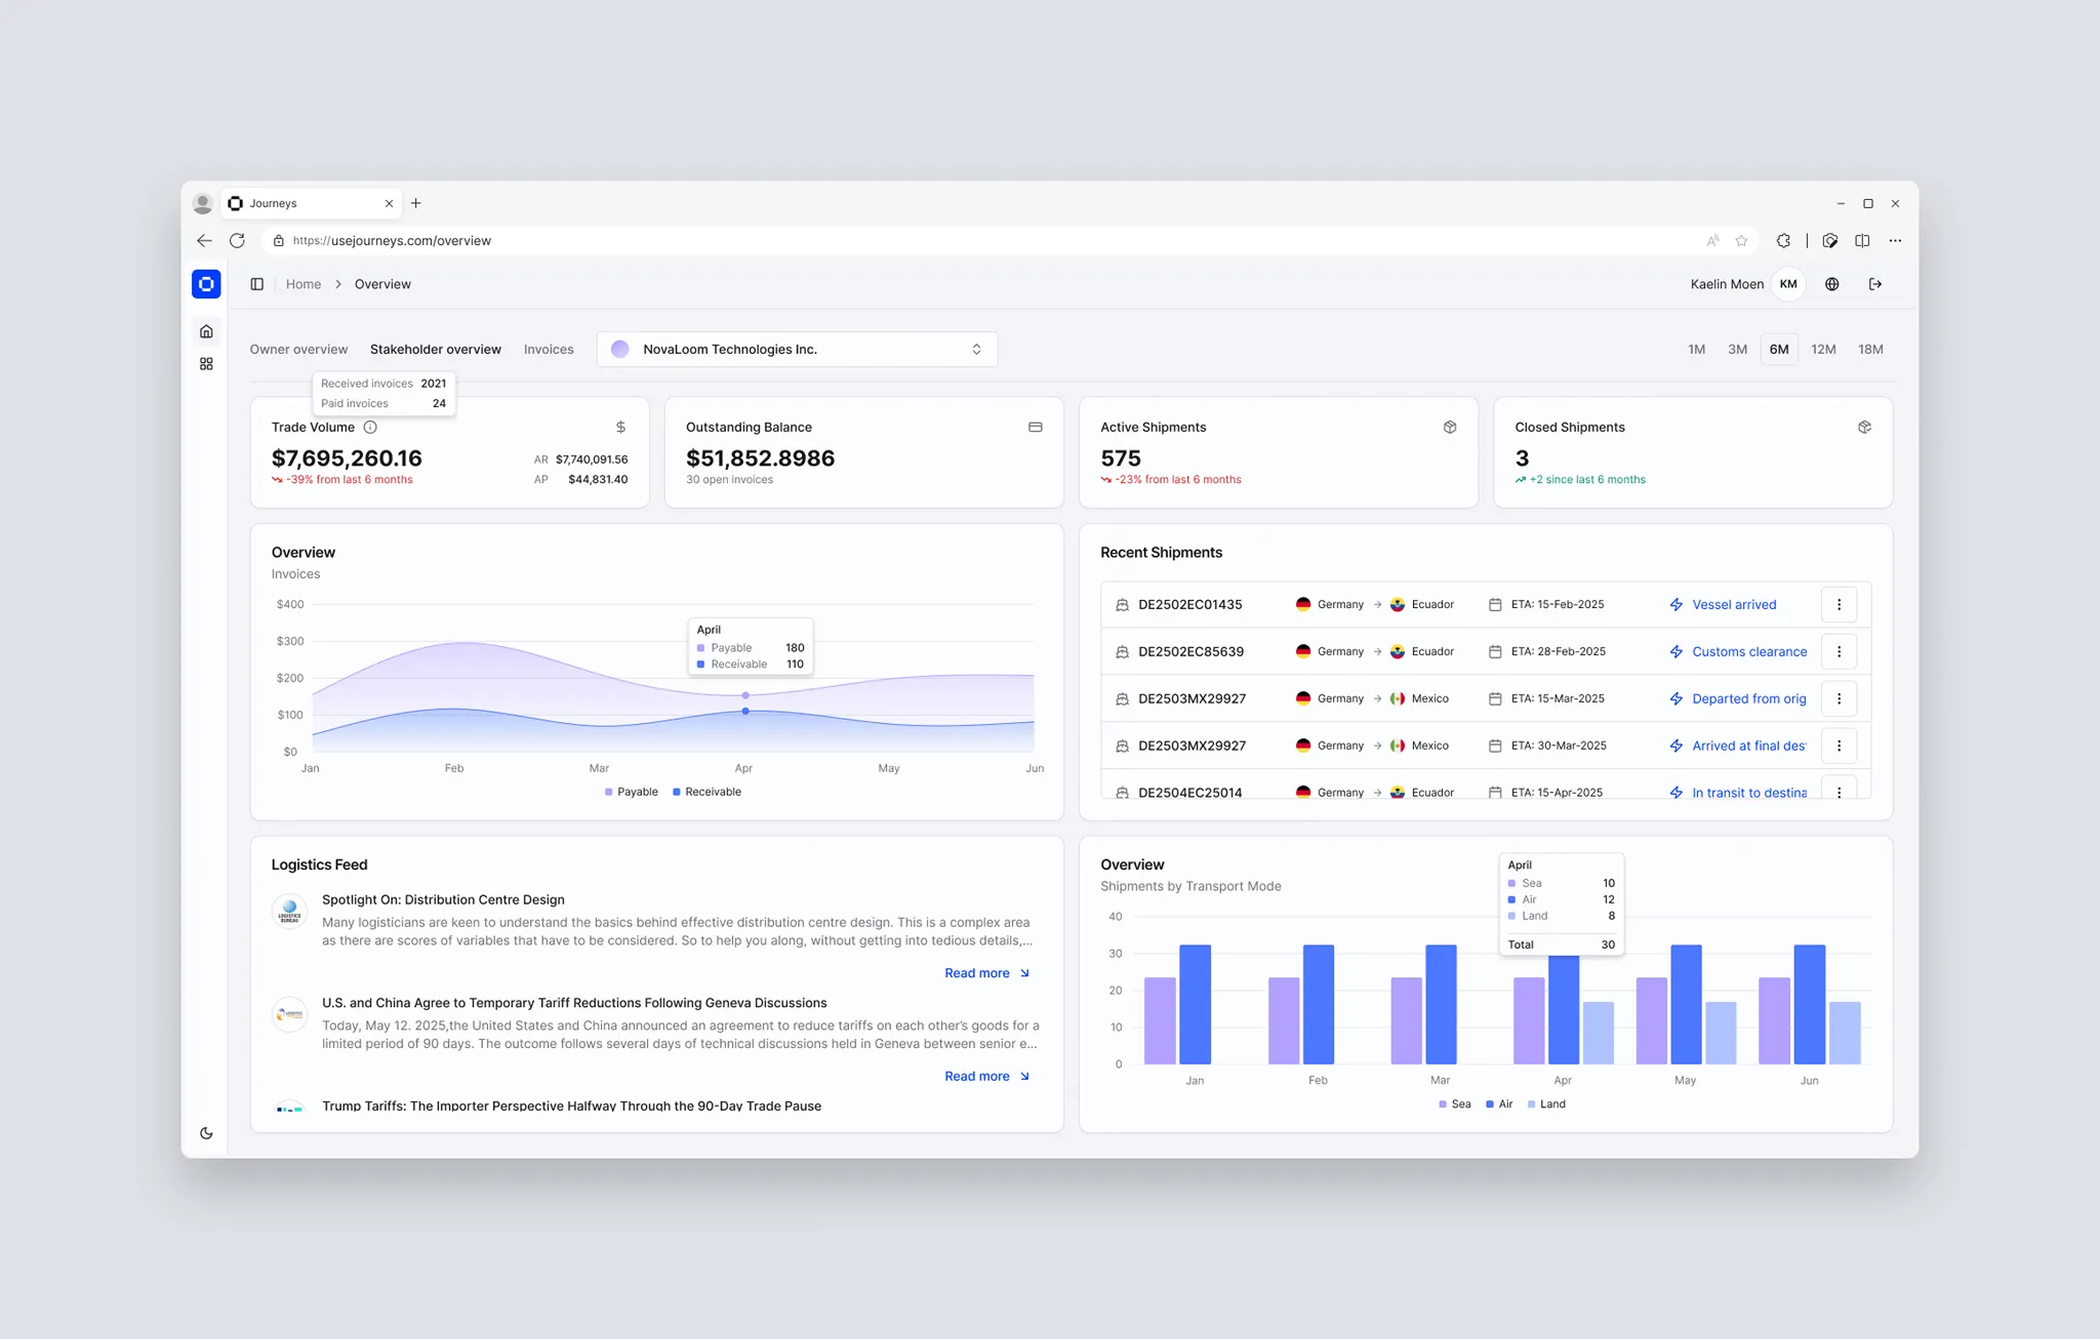 Journeys
https://usejourneys.com/overview
Home > Overview
Kaelin Moen KM
Owner overview Stakeholder overview Invoices NovaLoom Technologies Inc. 1M 3M 6M 12M 18M
Received invoices 2021
Paid invoices 24
Trade Volume
$
$7,695,260.16
AR $7,740,091.56
-39% from last 6 months
AP $44,831.40
Outstanding Balance
$51,852.8986
30 open invoices
Active Shipments
575
-23% from last 6 months
Closed Shipments
3
+2 since last 6 months
Overview
Invoices
$400
$300
$200
$100
$0
April
Payable 180
Receivable 110
Jan Feb Mar Apr May Jun
Payable Receivable
Recent Shipments
DE2502EC01435 Germany → Ecuador ETA: 15-Feb-2025 Vessel arrived
DE2502EC85639 Germany → Ecuador ETA: 28-Feb-2025 Customs clearance
DE2503MX29927 Germany → Mexico ETA: 15-Mar-2025 Departed from orig
DE2503MX29927 Germany → Mexico ETA: 30-Mar-2025 Arrived at final des
DE2504EC25014 Germany → Ecuador ETA: 15-Apr-2025 In transit to destina
Logistics Feed
LOGISTICS
BUREAU
Spotlight On: Distribution Centre Design
Many logisticians are keen to understand the basics behind effective distribution centre design. This is a complex area
as there are scores of variables that have to be considered. So to help you along, without getting into tedious details,...
Read more
U.S. and China Agree to Temporary Tariff Reductions Following Geneva Discussions
Today, May 12. 2025,the United States and China announced an agreement to reduce tariffs on each other's goods for a
limited period of 90 days. The outcome follows several days of technical discussions held in Geneva between senior e...
Read more
Trump Tariffs: The Importer Perspective Halfway Through the 90-Day Trade Pause
Overview
Shipments by Transport Mode
April
Sea 10
Air 12
Land 8
Total 30
40
30
20
10
0
Jan Feb Mar Apr May Jun
Sea Air Land